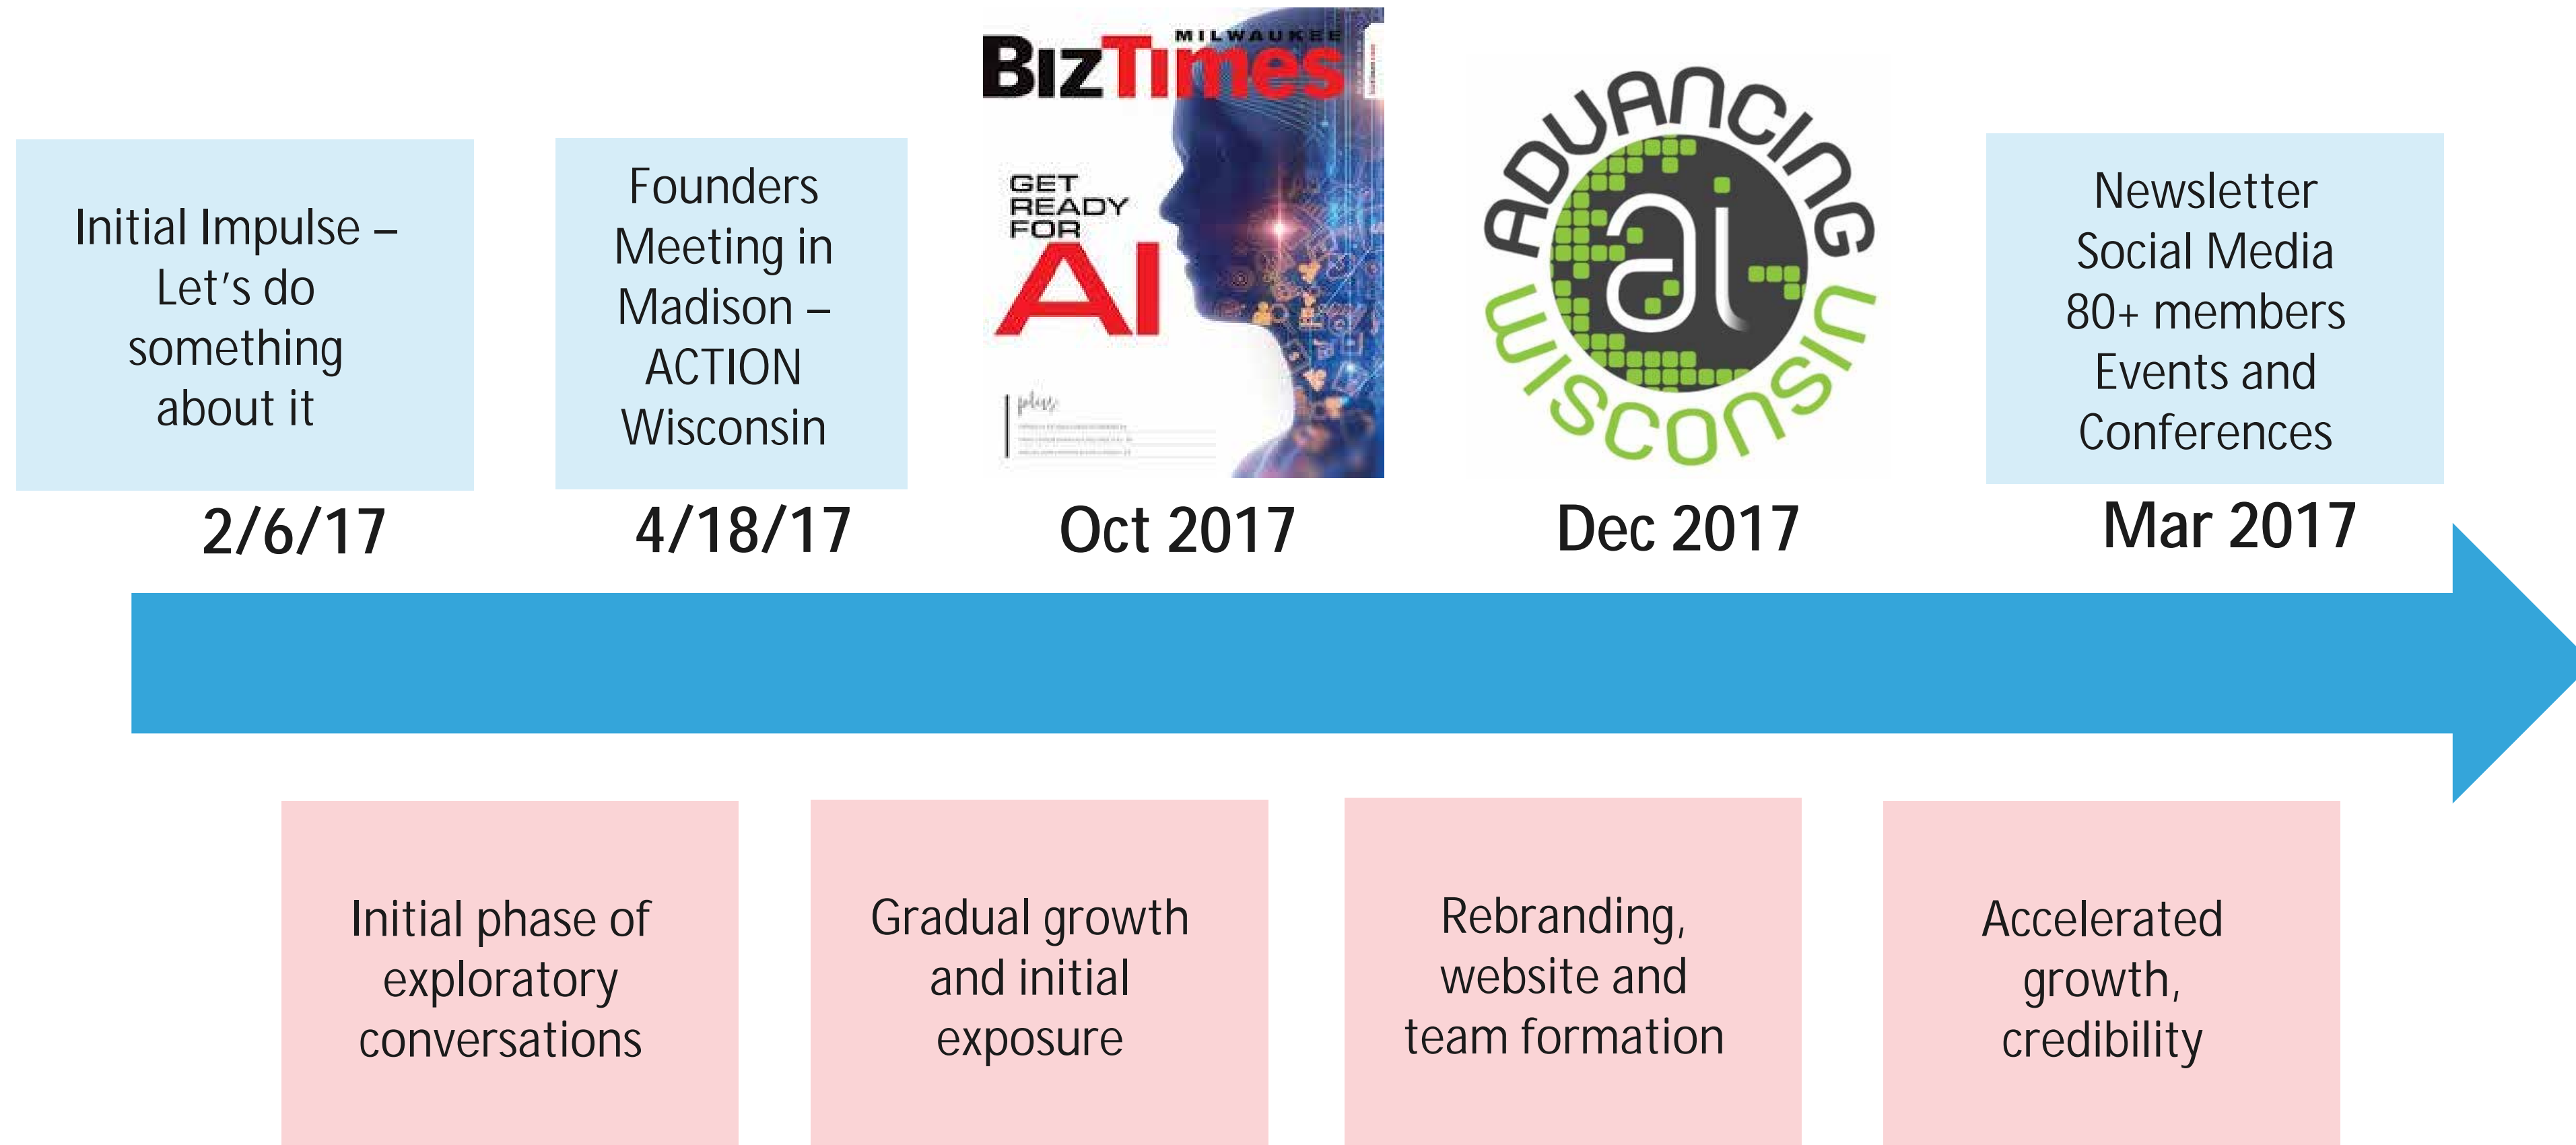 Initial Impulse –
Let's do
something
about it
2/6/17
Founders
Meeting in
Madison –
ACTION
Wisconsin
4/18/17
MILWAUKEE
BIZTimes
GET
READY
FOR
AI
Oct 2017
ADVANCING
ai
WISCONSIN
Dec 2017
Newsletter
Social Media
80+ members
Events and
Conferences
Mar 2017
Initial phase of
exploratory
conversations
Gradual growth
and initial
exposure
Rebranding,
website and
team formation
Accelerated
growth,
credibility